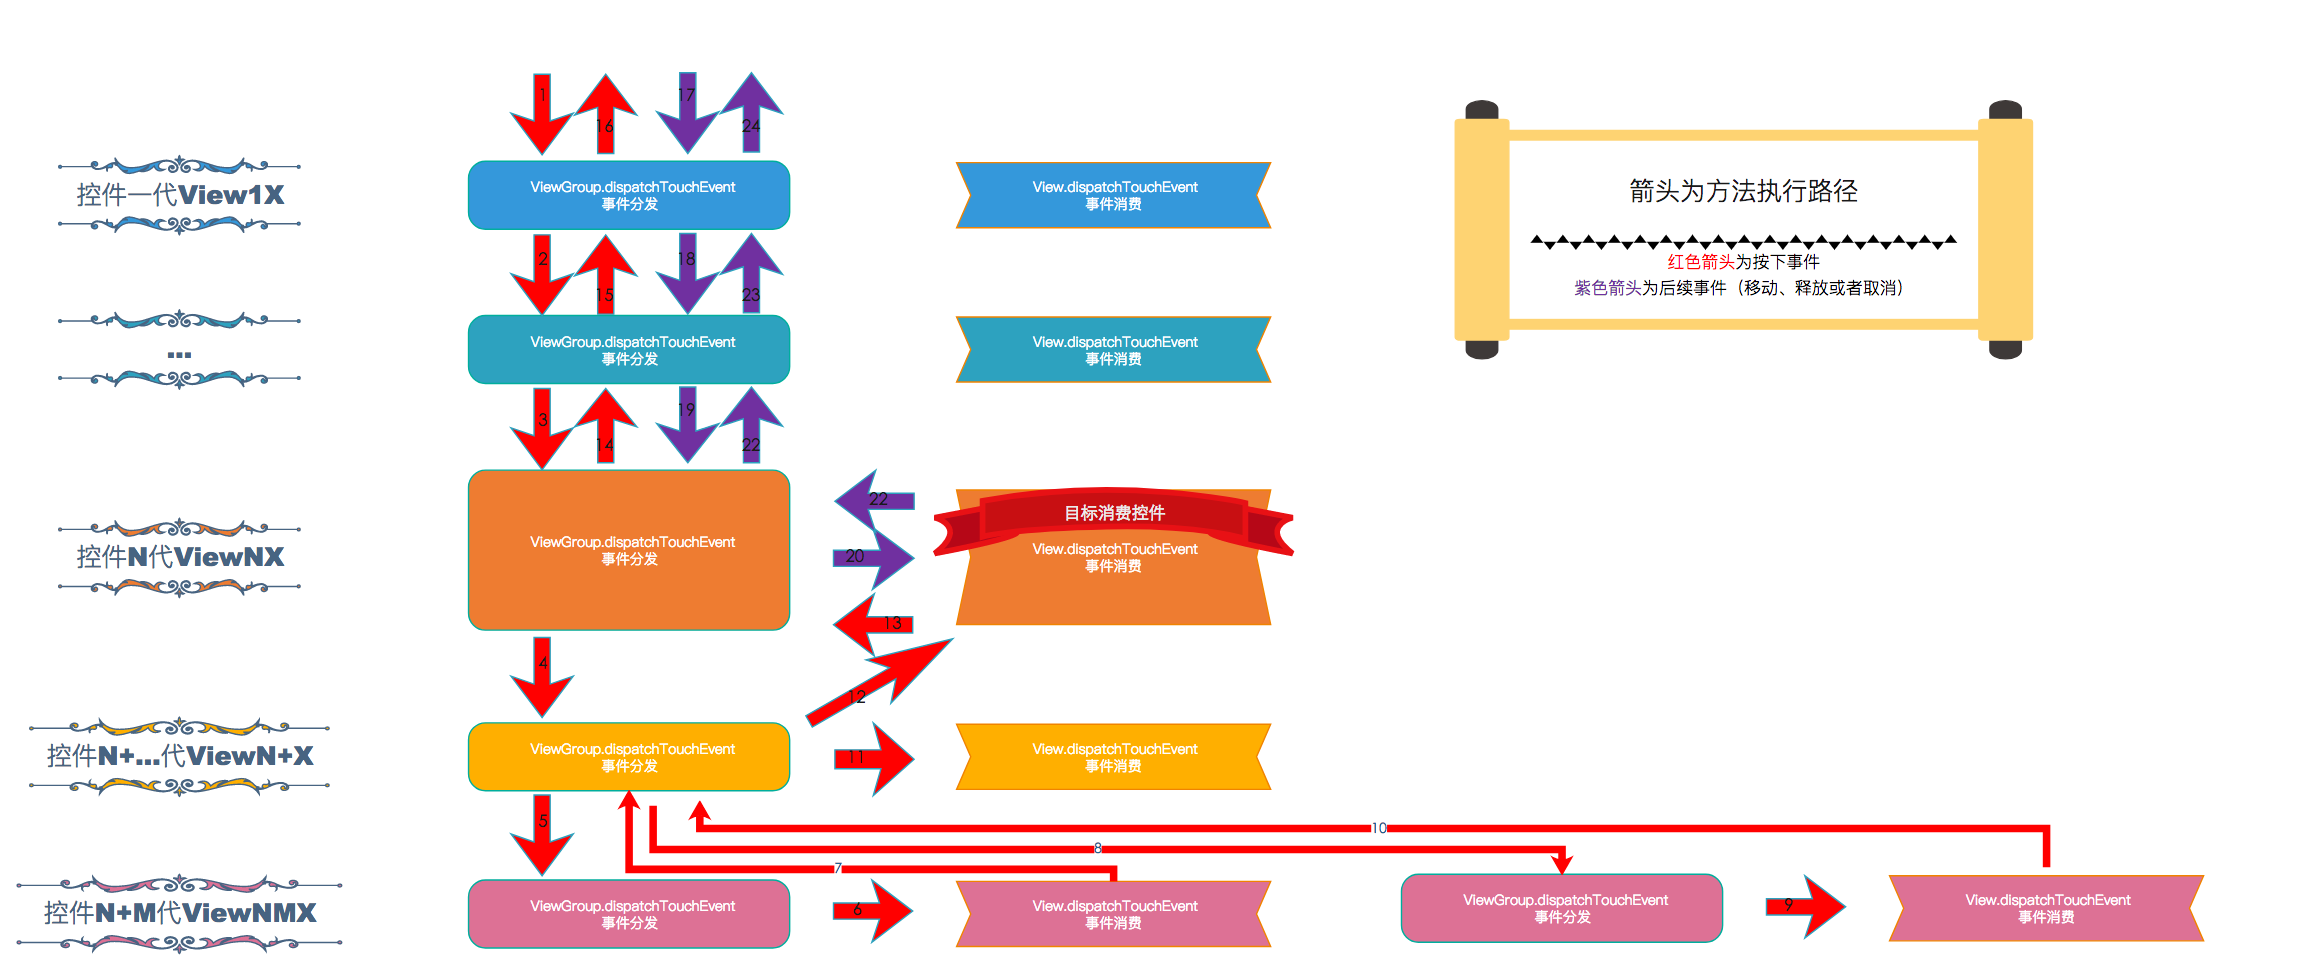 1
16
17
24
控件一代View1X
ViewGroup.dispatchTouchEvent
事件分发
View.dispatchTouchEvent
事件消费
箭头为方法执行路径
红色箭头为按下事件
紫色箭头为后续事件（移动、释放或者取消）
2
15
18
23
...
ViewGroup.dispatchTouchEvent
事件分发
View.dispatchTouchEvent
事件消费
3
14
19
22
控件N代ViewNX
ViewGroup.dispatchTouchEvent
事件分发
22
20
13
目标消费控件
View.dispatchTouchEvent
事件消费
4
12
控件N+...代ViewN+X
ViewGroup.dispatchTouchEvent
事件分发
11
View.dispatchTouchEvent
事件消费
5
10
8
7
控件N+M代ViewNMX
ViewGroup.dispatchTouchEvent
事件分发
6
View.dispatchTouchEvent
事件消费
ViewGroup.dispatchTouchEvent
事件分发
9
View.dispatchTouchEvent
事件消费